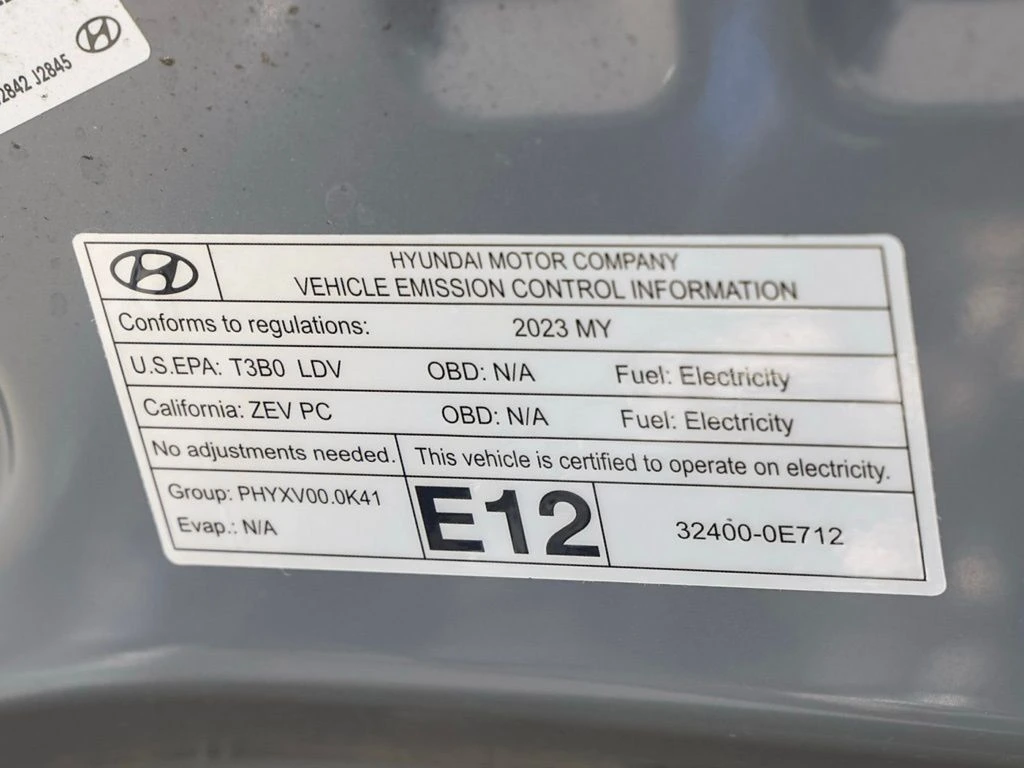 2842 J2845
HYUNDAI MOTOR COMPANY
VEHICLE EMISSION CONTROL INFORMATION
Conforms to regulations: 2023 MY
U.S.EPA: T3B0 LDV OBD: N/A Fuel: Electricity
California: ZEV PC OBD: N/A Fuel: Electricity
No adjustments needed. This vehicle is certified to operate on electricity.
Group: PHYXV00.0K41
Evap.: N/A
E12
32400-0E712